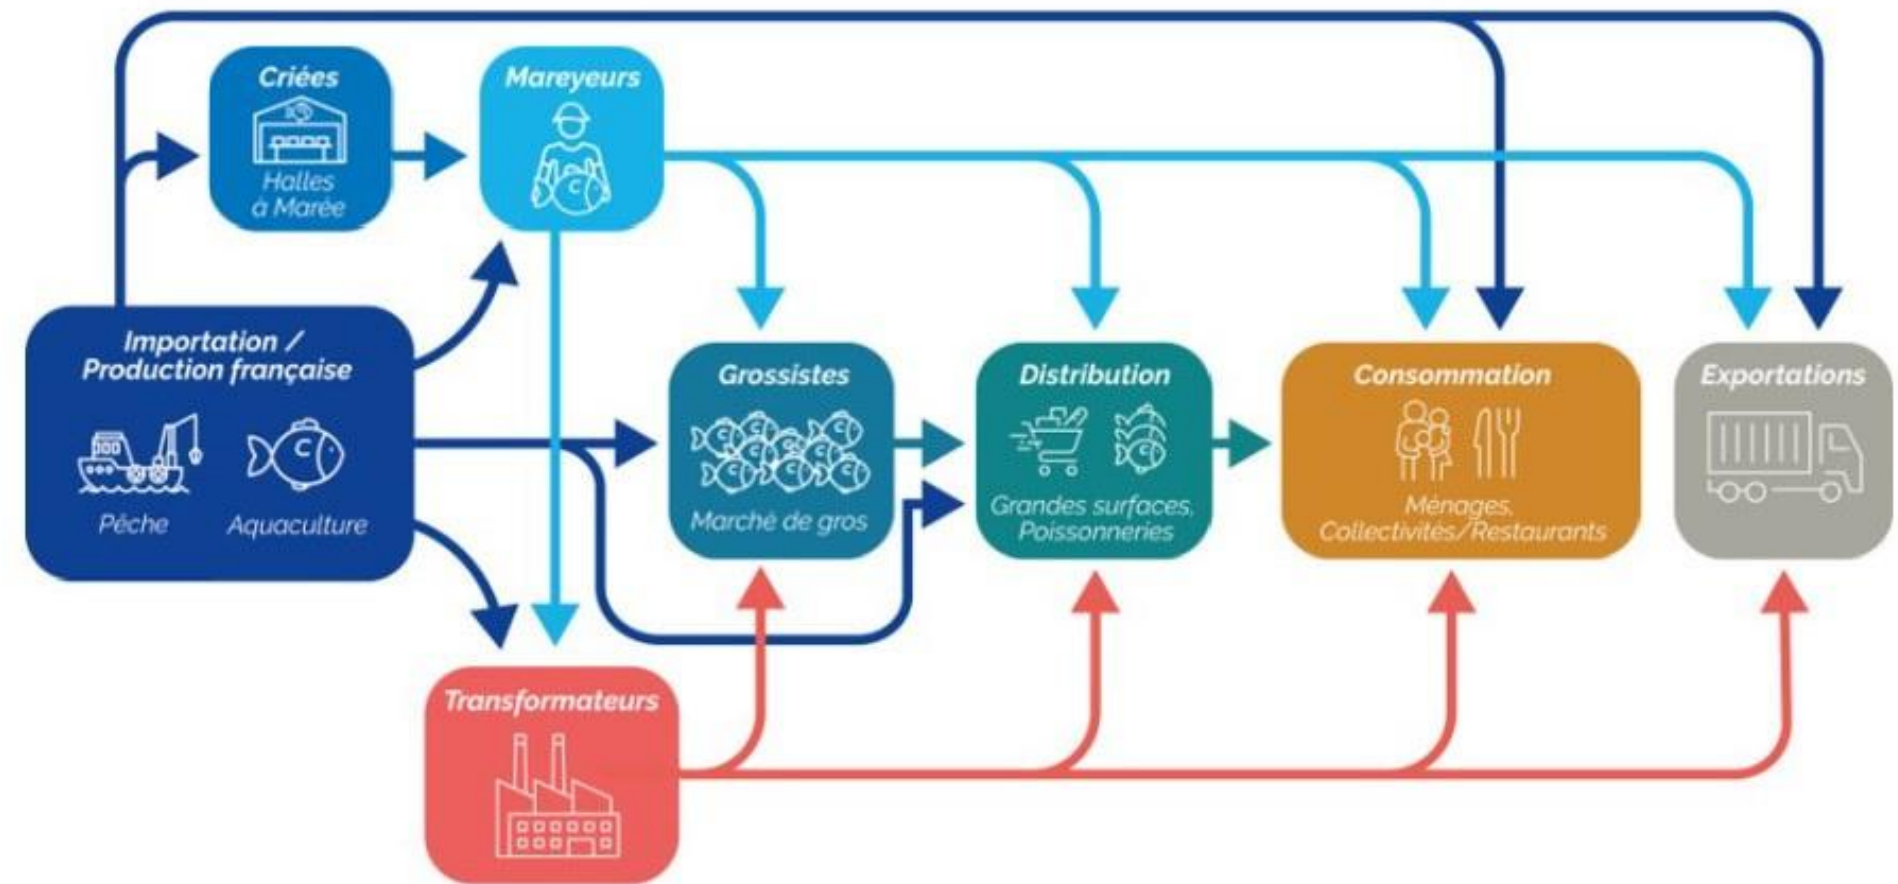 Criées
Halles
à Marée
Mareyeurs
Importation /
Production française
Pêche
Aquaculture
Grossistes
Marché de gros
Distribution
Grandes surfaces,
Poissonneries
Consommation
Ménages,
Collectivités/Restaurants
Exportations
Transformateurs